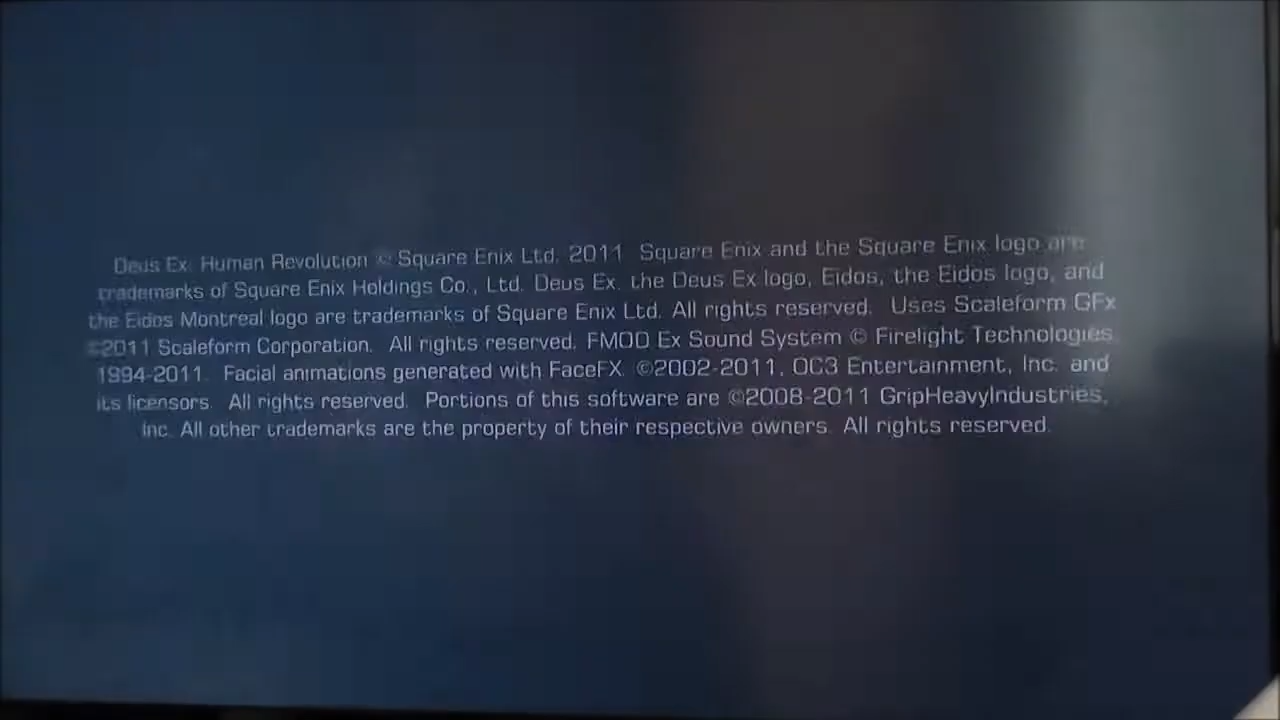 Deus Ex: Human Revolution © Square Enix Ltd. 2011 Square Enix and the Square Enix logo are
trademarks of Square Enix Holdings Co., Ltd. Deus Ex. the Deus Ex logo, Eidos, the Eidos logo, and
the Eidos Montreal logo are trademarks of Square Enix Ltd. All rights reserved. Uses Scaleform GFx
©2011 Scaleform Corporation. All rights reserved. FMOD Ex Sound System © Firelight Technologies.
1994-2011. Facial animations generated with FaceFX. ©2002-2011, OC3 Entertainment, Inc. and
its licensors. All rights reserved. Portions of this software are ©2008-2011 GripHeavyIndustries,
Inc. All other trademarks are the property of their respective owners. All rights reserved.